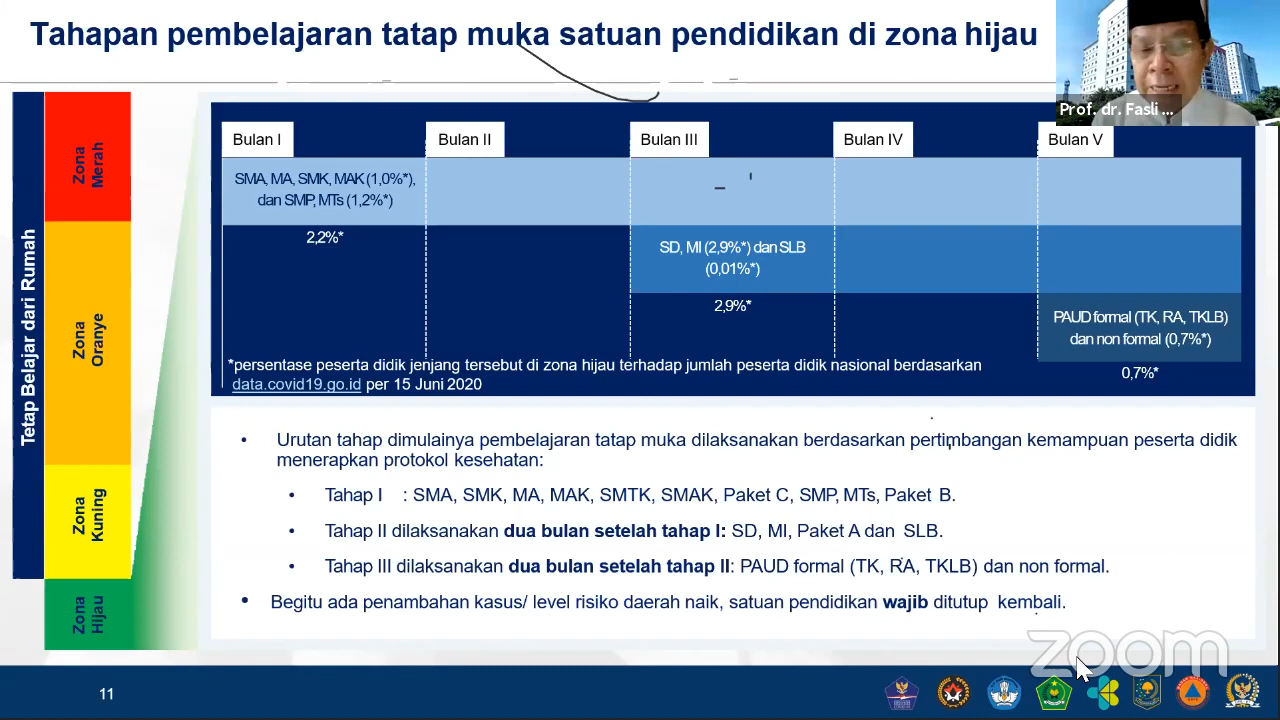 Tahapan pembelajaran tatap muka satuan pendidikan di zona hijau
Prof. dr. Fasli ...
Tetap Belajar dari Rumah
Zona
Merah
Zona
Oranye
Zona
Kuning
Zona
Hijau
Bulan I
Bulan II
Bulan III
Bulan IV
Bulan V
SMA, MA, SMK, MAK (1,0%*),
dan SMP, MTs (1,2%*)
2,2%*
SD, MI (2,9%*) dan SLB
(0,01%*)
2,9%*
PAUD formal (TK, RA, TKLB)
dan non formal (0,7%*)
0,7%*
*persentase peserta didik jenjang tersebut di zona hijau terhadap jumlah peserta didik nasional berdasarkan
data.covid19.go.id per 15 Juni 2020
• Urutan tahap dimulainya pembelajaran tatap muka dilaksanakan berdasarkan pertimbangan kemampuan peserta didik
menerapkan protokol kesehatan:
• Tahap I : SMA, SMK, MA, MAK, SMTK, SMAK, Paket C, SMP, MTs, Paket B.
• Tahap II dilaksanakan dua bulan setelah tahap I: SD, MI, Paket A dan SLB.
• Tahap III dilaksanakan dua bulan setelah tahap II: PAUD formal (TK, RA, TKLB) dan non formal.
• Begitu ada penambahan kasus/ level risiko daerah naik, satuan pendidikan wajib ditutup kembali.
zoom
11